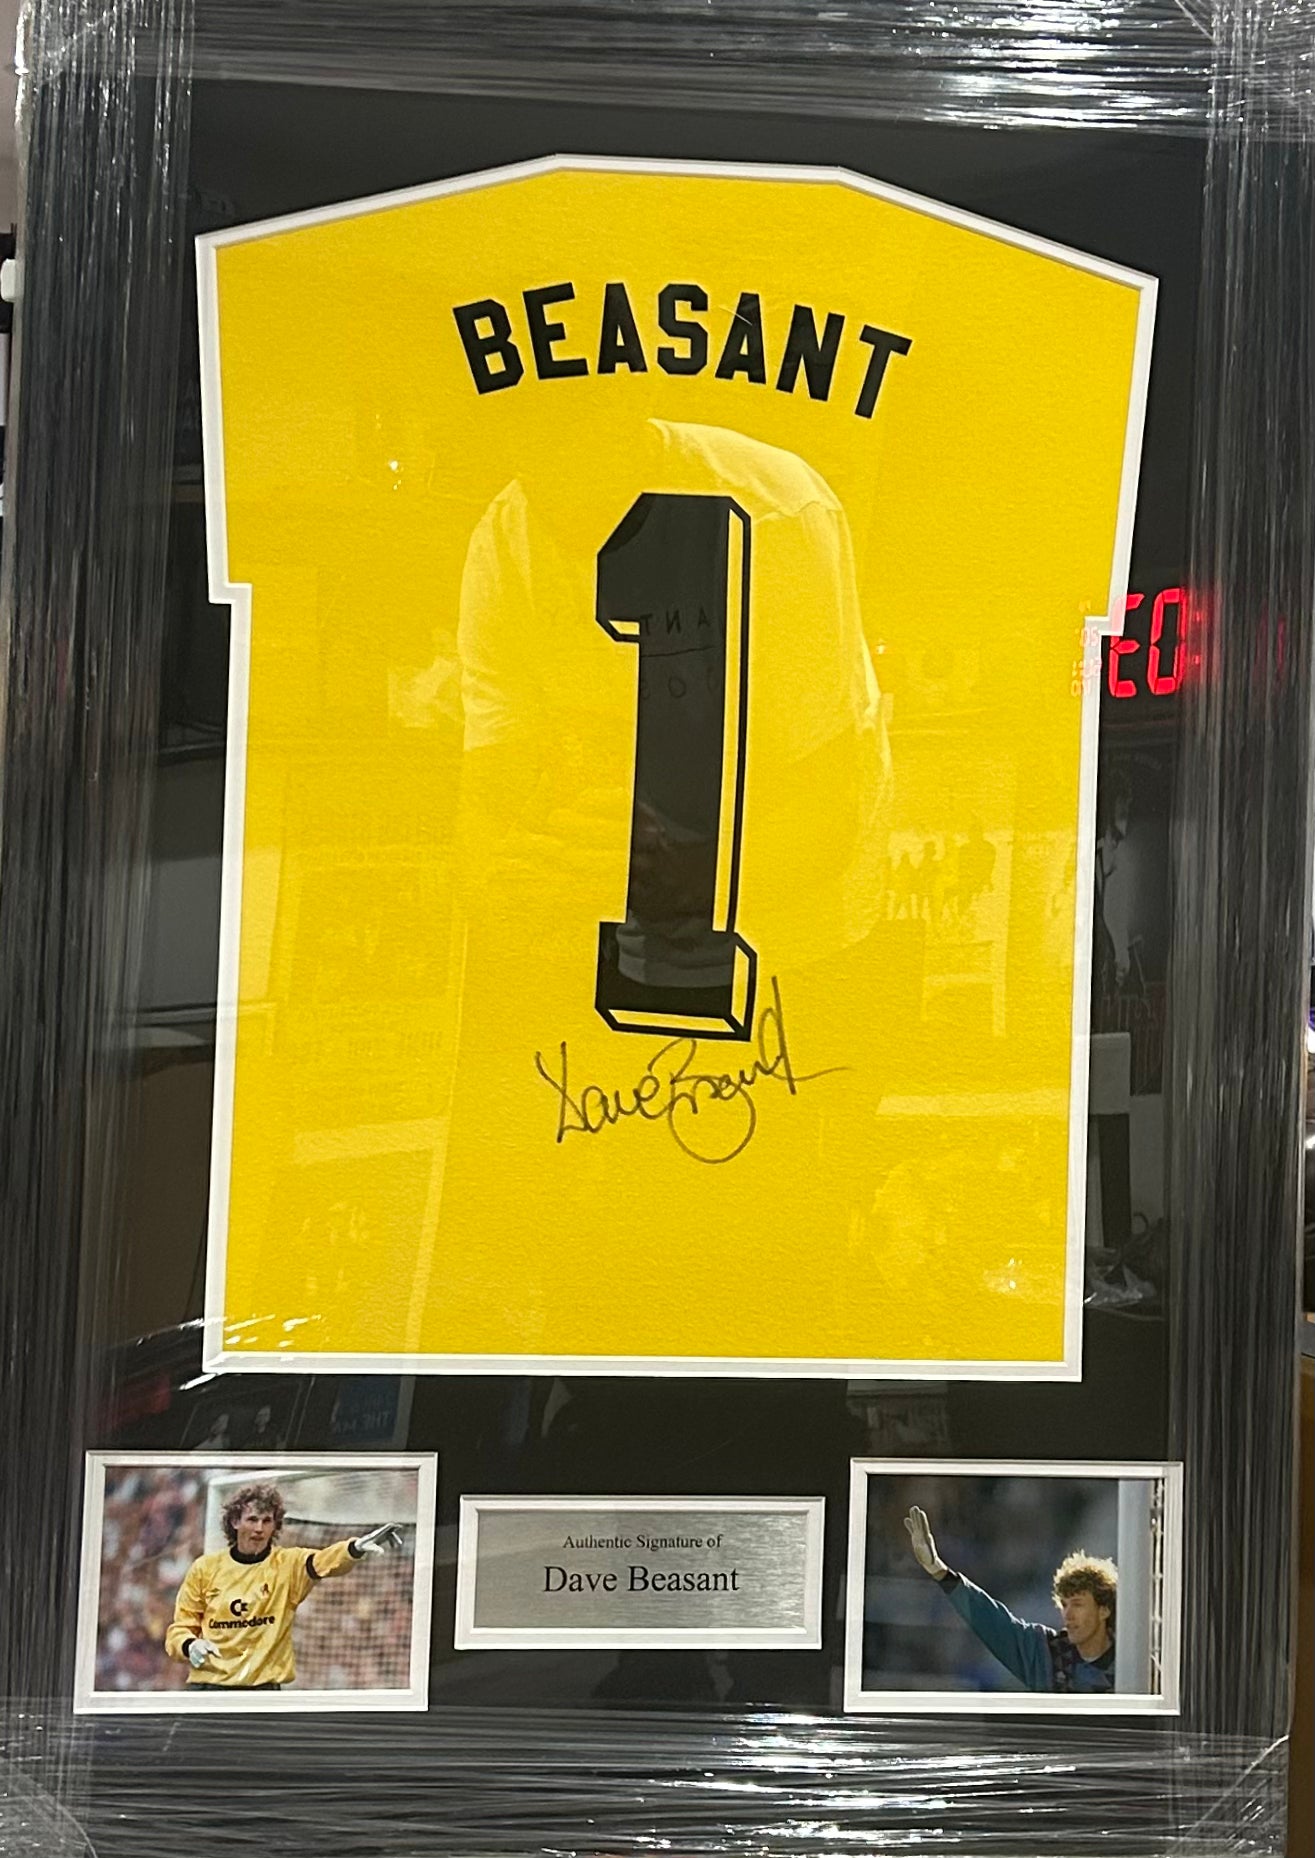 BEASANT
1
Dave Beasant
Commodore
Authentic Signature of
Dave Beasant